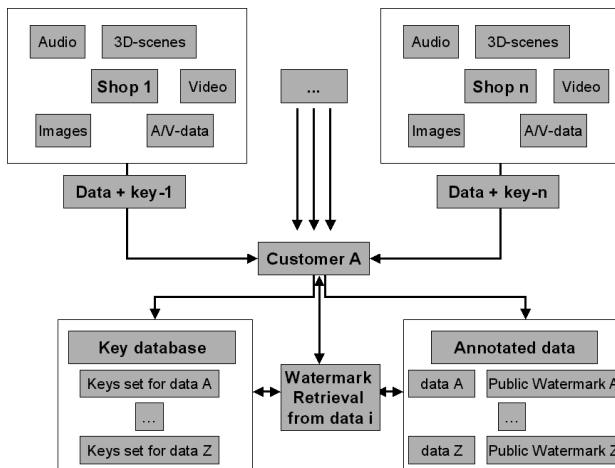 Audio
3D-scenes
Shop 1
Video
Images
A/V-data
...
Audio
3D-scenes
Shop n
Video
Images
A/V-data
Data + key-1
Data + key-n
Customer A
Key database
Keys set for data A
...
Keys set for data Z
Watermark
Retrieval
from data i
Annotated data
data A Public Watermark A
...
data Z Public Watermark Z